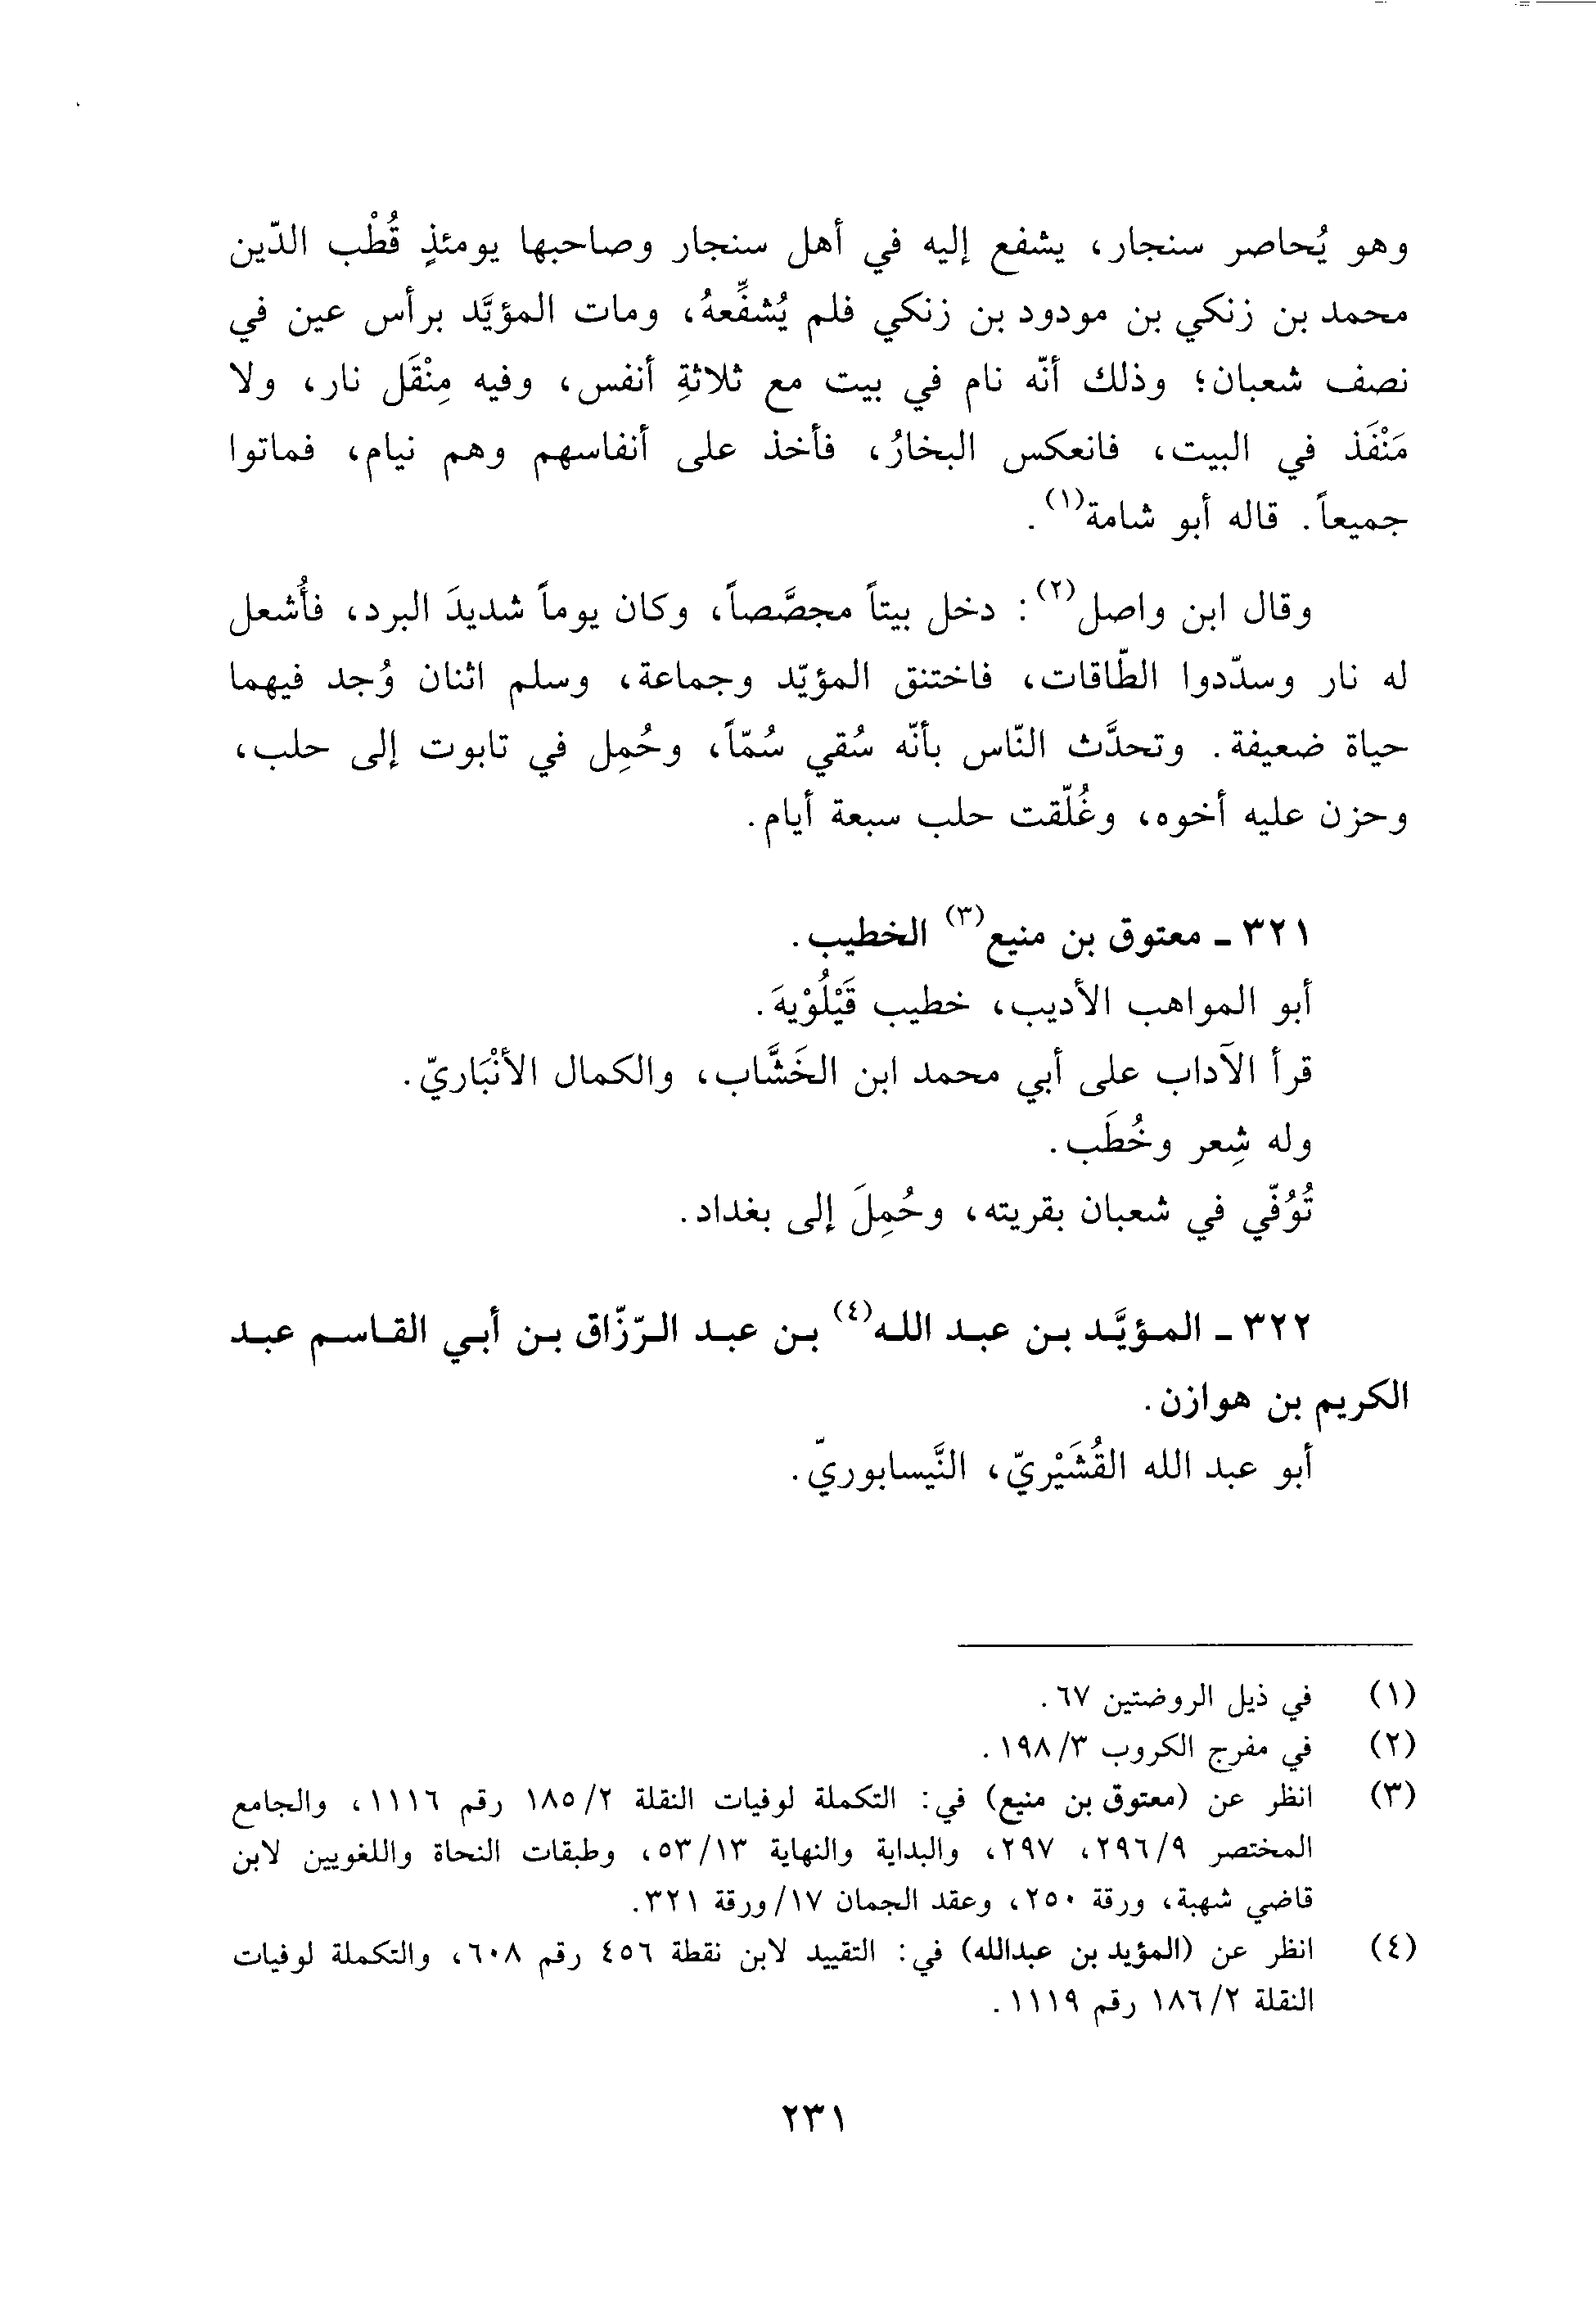 وهو يُحاصر سنجار، يشفع إليه في أهل سنجار وصاحبها يومئذٍ قُطْب الدّين
محمد بن زنكي بن مودود بن زنكي فلم يُشفِّعهُ، ومات المؤيَّد برأس عين في
نصف شعبان؛ وذلك أنّه نام في بيت مع ثلاثةِ أنفس، وفيه مِنْقَل نار، ولا
مَنْفَذ في البيت، فانعكس البخارُ، فأخذ على أنفاسهم وهم نيام، فماتوا
جميعاً. قاله أبو شامة(١).
وقال ابن واصل(٢): دخل بيتاً مجصَّصاً، وكان يوماً شديدَ البرد، فأُشعل
له نار وسدّدوا الطّاقات، فاختنق المؤيّد وجماعة، وسلم اثنان وُجد فيهما
حياة ضعيفة. وتحدَّث النّاس بأنّه سُقي سُمّاً، وحُمِل في تابوت إلى حلب،
وحزن عليه أخوه، وغُلّقت حلب سبعة أيام.
٣٢١ ـ معتوق بن منيع(٣) الخطيب.
أبو المواهب الأديب، خطيب قَيْلُوْيهَ.
قرأ الآداب على أبي محمد ابن الخَشَّاب، والكمال الأنْبَاريّ.
وله شِعر وخُطَب.
تُوُفّي في شعبان بقريته، وحُمِلَ إلى بغداد.
٣٢٢ ـ المؤيَّد بن عبد الله(٤) بن عبد الرّزّاق بن أبي القاسم عبد
الكريم بن هوازن.
أبو عبد الله القُشَيْريّ، النَّيسابوريّ.
(١) في ذيل الروضتين ٦٧.
(٢) في مفرج الكروب ٣/١٩٨.
(٣) انظر عن (معتوق بن منيع) في: التكملة لوفيات النقلة ٢/١٨٥ رقم ١١١٦، والجامع
المختصر ٩/٢٩٦، ٢٩٧، والبداية والنهاية ١٣/٥٣، وطبقات النحاة واللغويين لابن
قاضي شهبة، ورقة ٢٥٠، وعقد الجمان ١٧/ورقة ٣٢١.
(٤) انظر عن (المؤيد بن عبدالله) في: التقييد لابن نقطة ٤٥٦ رقم ٦٠٨، والتكملة لوفيات
النقلة ٢/١٨٦ رقم ١١١٩.
٢٣١